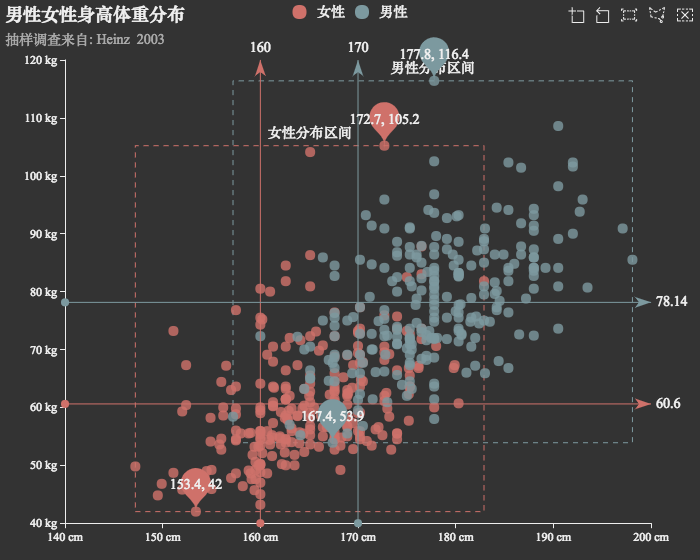 男性女性身高体重分布
女性 男性
抽样调查来自: Heinz 2003
160 170
177.8, 116.4
男性分布区间
120 kg
172.7, 105.2
110 kg
女性分布区间
100 kg
90 kg
80 kg
78.14
70 kg
60 kg
60.6
167.4, 53.9
50 kg
153.4, 42
40 kg
140 cm 150 cm 160 cm 170 cm 180 cm 190 cm 200 cm